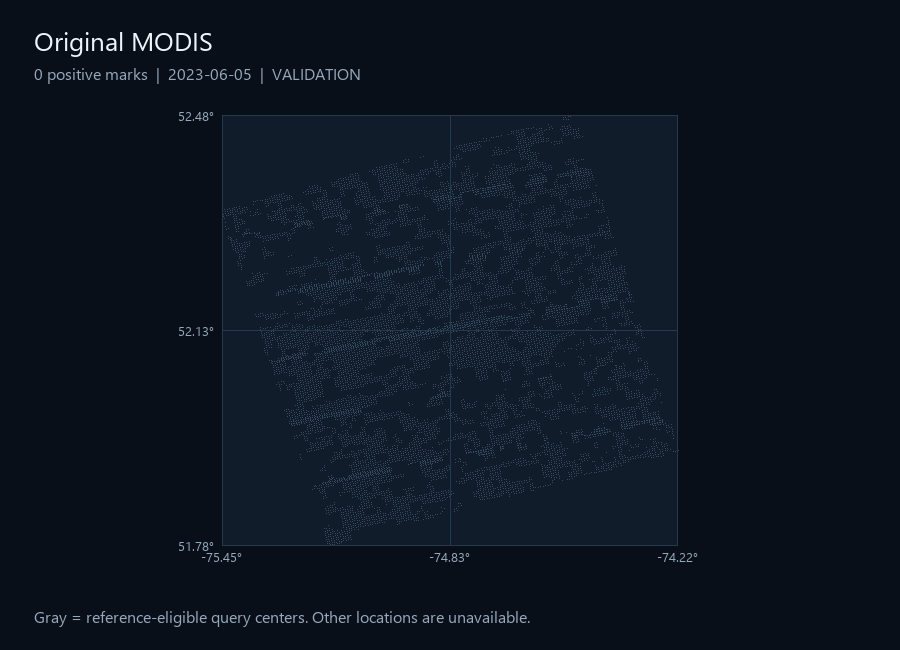 Original MODIS
0 positive marks | 2023-06-05 | VALIDATION
52.48°
52.13°
51.78°
-75.45°
-74.83°
-74.22°
Gray = reference-eligible query centers. Other locations are unavailable.